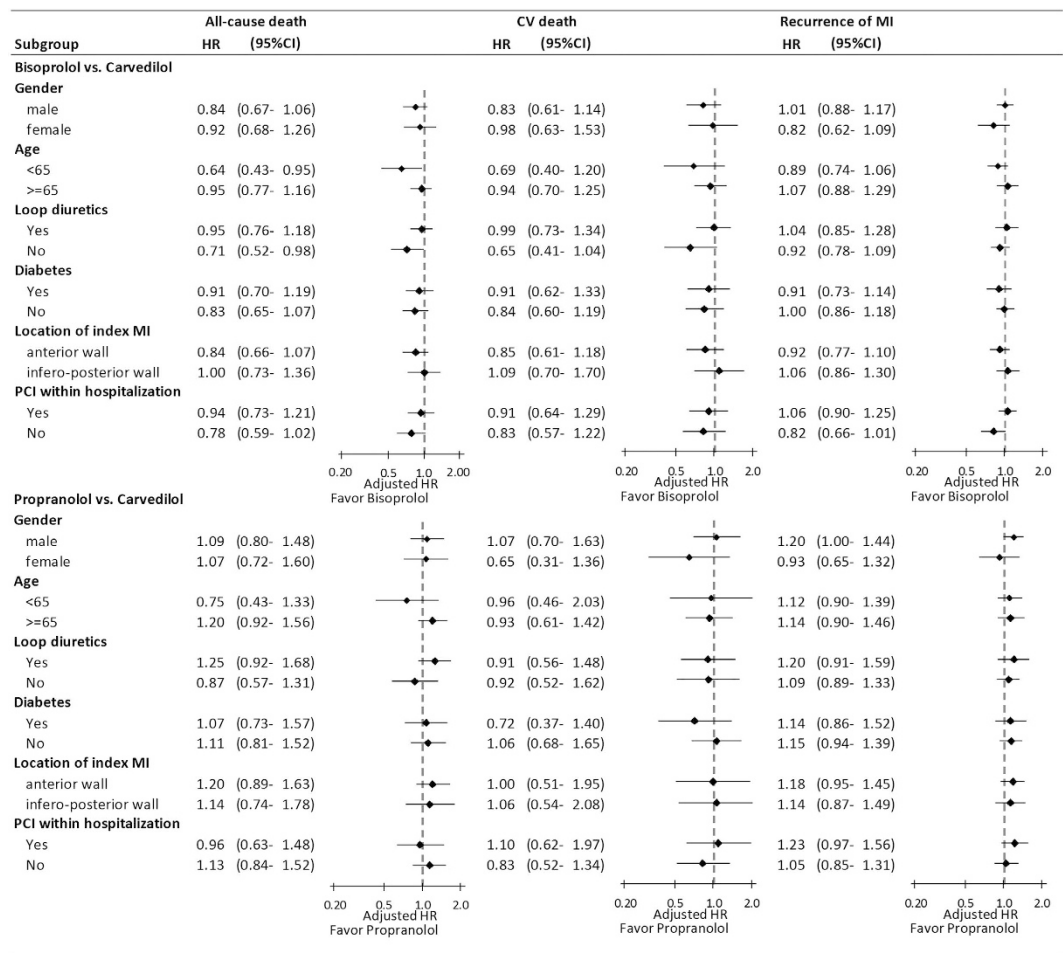 All-cause death CV death Recurrence of MI
Subgroup HR (95%CI) HR (95%CI) HR (95%CI)
Bisoprolol vs. Carvedilol
Gender
male 0.84 (0.67- 1.06) 0.83 (0.61- 1.14) 1.01 (0.88- 1.17)
female 0.92 (0.68- 1.26) 0.98 (0.63- 1.53) 0.82 (0.62- 1.09)
Age
<65 0.64 (0.43- 0.95) 0.69 (0.40- 1.20) 0.89 (0.74- 1.06)
>=65 0.95 (0.77- 1.16) 0.94 (0.70- 1.25) 1.07 (0.88- 1.29)
Loop diuretics
Yes 0.95 (0.76- 1.18) 0.99 (0.73- 1.34) 1.04 (0.85- 1.28)
No 0.71 (0.52- 0.98) 0.65 (0.41- 1.04) 0.92 (0.78- 1.09)
Diabetes
Yes 0.91 (0.70- 1.19) 0.91 (0.62- 1.33) 0.91 (0.73- 1.14)
No 0.83 (0.65- 1.07) 0.84 (0.60- 1.19) 1.00 (0.86- 1.18)
Location of index MI
anterior wall 0.84 (0.66- 1.07) 0.85 (0.61- 1.18) 0.92 (0.77- 1.10)
infero-posterior wall 1.00 (0.73- 1.36) 1.09 (0.70- 1.70) 1.06 (0.86- 1.30)
PCI within hospitalization
Yes 0.94 (0.73- 1.21) 0.91 (0.64- 1.29) 1.06 (0.90- 1.25)
No 0.78 (0.59- 1.02) 0.83 (0.57- 1.22) 0.82 (0.66- 1.01)
0.20 0.5 1.0 2.00 0.20 0.5 1.0 2.0 0.20 0.5 1.0 2.0
Adjusted HR Adjusted HR Adjusted HR
Favor Bisoprolol Favor Bisoprolol Favor Bisoprolol
Propranolol vs. Carvedilol
Gender
male 1.09 (0.80- 1.48) 1.07 (0.70- 1.63) 1.20 (1.00- 1.44)
female 1.07 (0.72- 1.60) 0.65 (0.31- 1.36) 0.93 (0.65- 1.32)
Age
<65 0.75 (0.43- 1.33) 0.96 (0.46- 2.03) 1.12 (0.90- 1.39)
>=65 1.20 (0.92- 1.56) 0.93 (0.61- 1.42) 1.14 (0.90- 1.46)
Loop diuretics
Yes 1.25 (0.92- 1.68) 0.91 (0.56- 1.48) 1.20 (0.91- 1.59)
No 0.87 (0.57- 1.31) 0.92 (0.52- 1.62) 1.09 (0.89- 1.33)
Diabetes
Yes 1.07 (0.73- 1.57) 0.72 (0.37- 1.40) 1.14 (0.86- 1.52)
No 1.11 (0.81- 1.52) 1.06 (0.68- 1.65) 1.15 (0.94- 1.39)
Location of index MI
anterior wall 1.20 (0.89- 1.63) 1.00 (0.51- 1.95) 1.18 (0.95- 1.45)
infero-posterior wall 1.14 (0.74- 1.78) 1.06 (0.54- 2.08) 1.14 (0.87- 1.49)
PCI within hospitalization
Yes 0.96 (0.63- 1.48) 1.10 (0.62- 1.97) 1.23 (0.97- 1.56)
No 1.13 (0.84- 1.52) 0.83 (0.52- 1.34) 1.05 (0.85- 1.31)
0.20 0.5 1.0 2.0 0.20 0.5 1.0 2.0 0.20 0.5 1.0 2.0
Adjusted HR Adjusted HR Adjusted HR
Favor Propranolol Favor Propranolol Favor Propranolol